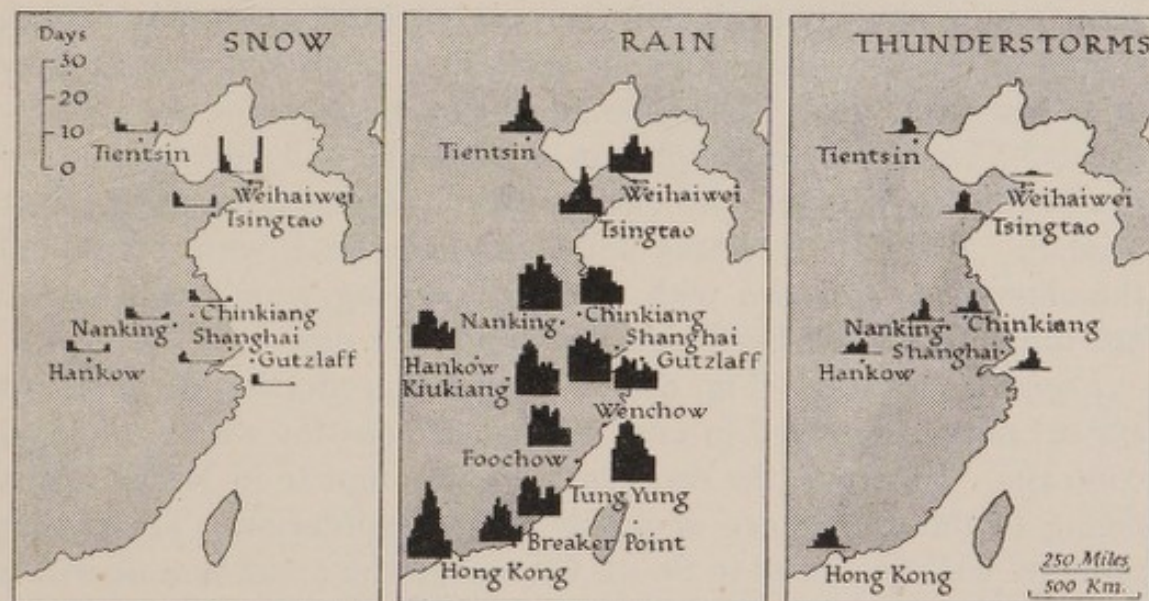 SNOW
Days
30
20
10
0
Tientsin
Weihaiwei
Tsingtao
Chinkiang
Nanking
Shanghai
Gutzlaff
Hankow
RAIN
Tientsin
Weihaiwei
Tsingtao
Nanking
Chinkiang
Shanghai
Hankow
Gutzlaff
Kiukiang
Wenchow
Foochow
Tung Yung
Breaker Point
Hong Kong
THUNDERSTORMS
Tientsin
Weihaiwei
Tsingtao
Nanking
Chinkiang
Shanghai
Hankow
Hong Kong
250 Miles
500 Km.